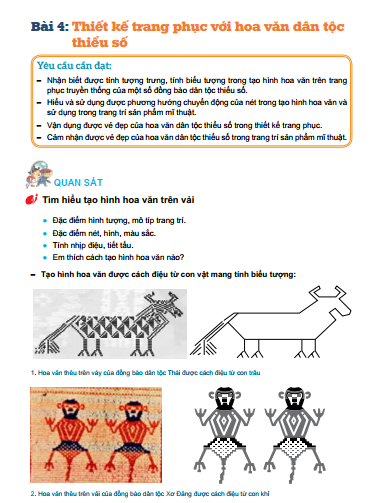 Bài 4: Thiết kế trang phục với hoa văn dân tộc
thiểu số
Yêu cầu cần đạt:
– Nhận biết được tính tượng trưng, tính biểu tượng trong tạo hình hoa văn trên trang
phục truyền thống của một số đồng bào dân tộc thiểu số.
– Hiểu và sử dụng được phương hướng chuyển động của nét trong tạo hình hoa văn và
sử dụng trong trang trí sản phẩm mĩ thuật.
– Vận dụng được vẻ đẹp của hoa văn dân tộc thiểu số trong thiết kế trang phục.
– Cảm nhận được vẻ đẹp của hoa văn dân tộc thiểu số trong trang trí sản phẩm mĩ thuật.
QUAN SÁT
Tìm hiểu tạo hình hoa văn trên vải
• Đặc điểm hình tượng, mô típ trang trí.
• Đặc điểm nét, hình, màu sắc.
• Tính nhịp điệu, tiết tấu.
• Em thích cách tạo hình hoa văn nào?
– Tạo hình hoa văn được cách điệu từ con vật mang tính biểu tượng:
1. Hoa văn thêu trên váy của đồng bào dân tộc Thái được cách điệu từ con trâu
2. Hoa văn thêu trên vải của đồng bào dân tộc Xơ Đăng được cách điệu từ con khỉ